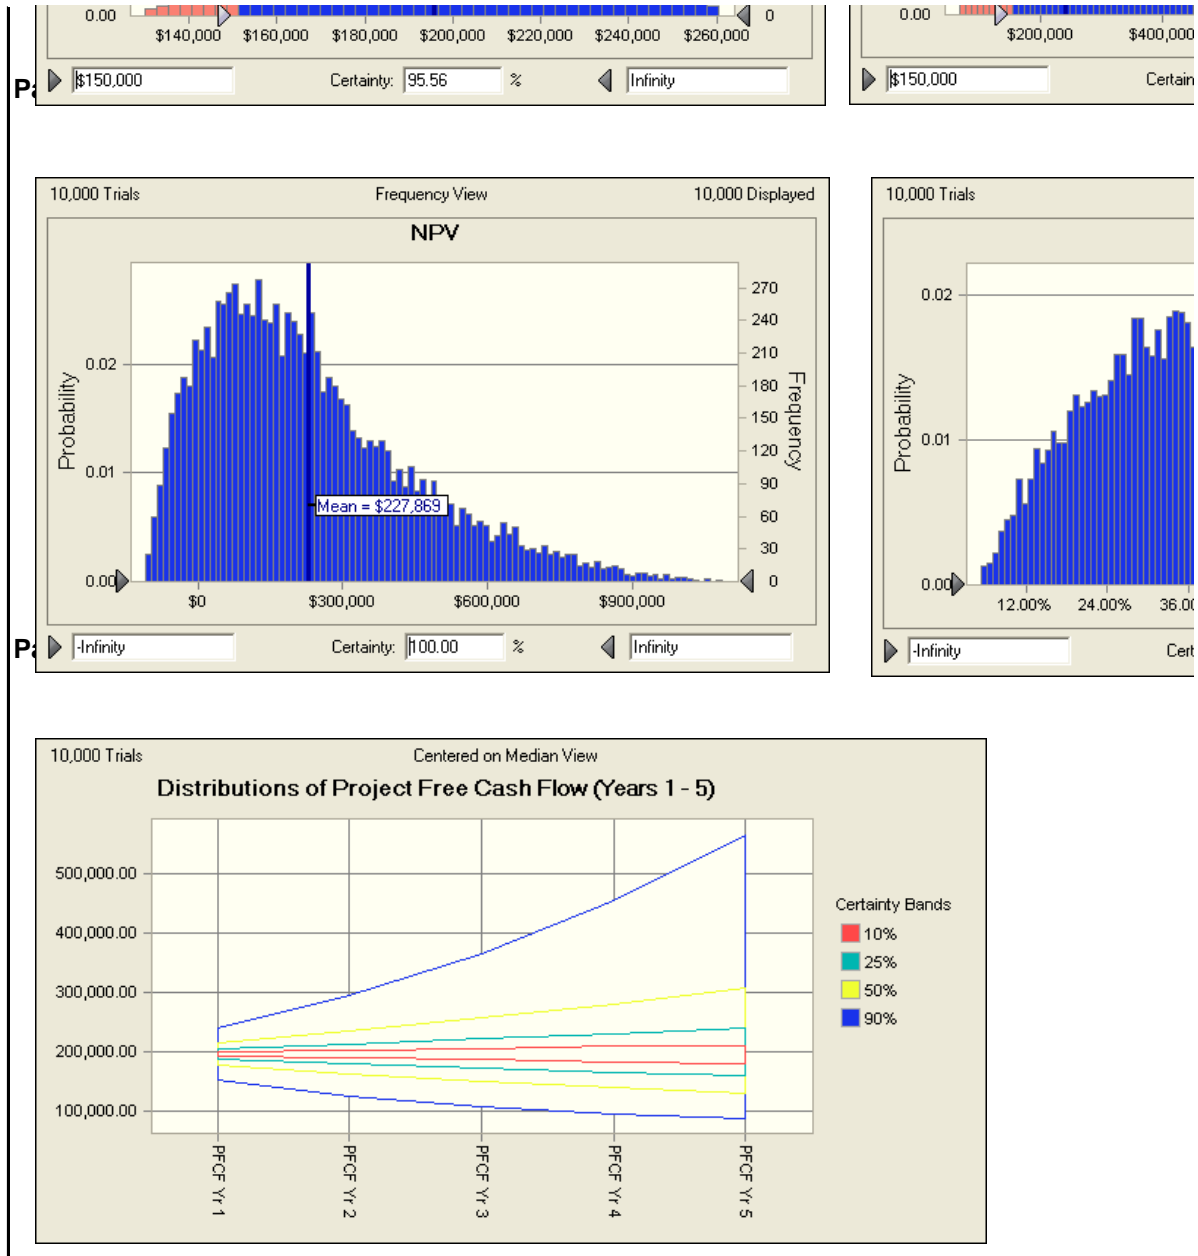 0.00
0
$140,000 $160,000 $180,000 $200,000 $220,000 $240,000 $260,000
$150,000 Certainty: 95.56 % Infinity
0.00
$200,000 $400,000
$150,000
Pa
10,000 Trials Frequency View 10,000 Displayed
NPV
Probability
0.02
0.01
0.00
270
240
210
180
150
120
90
60
30
0
Frequency
Mean = $227,869
$0 $300,000 $600,000 $900,000
-Infinity Certainty: 100.00 % Infinity
10,000 Trials
Probability
0.02
0.01
0.00
12.00% 24.00% 36.00
-Infinity
Pa
10,000 Trials Centered on Median View
Distributions of Project Free Cash Flow (Years 1 - 5)
500,000.00
400,000.00
300,000.00
200,000.00
100,000.00
PFCF Yr 1
PFCF Yr 2
PFCF Yr 3
PFCF Yr 4
PFCF Yr 5
Certainty Bands
10%
25%
50%
90%